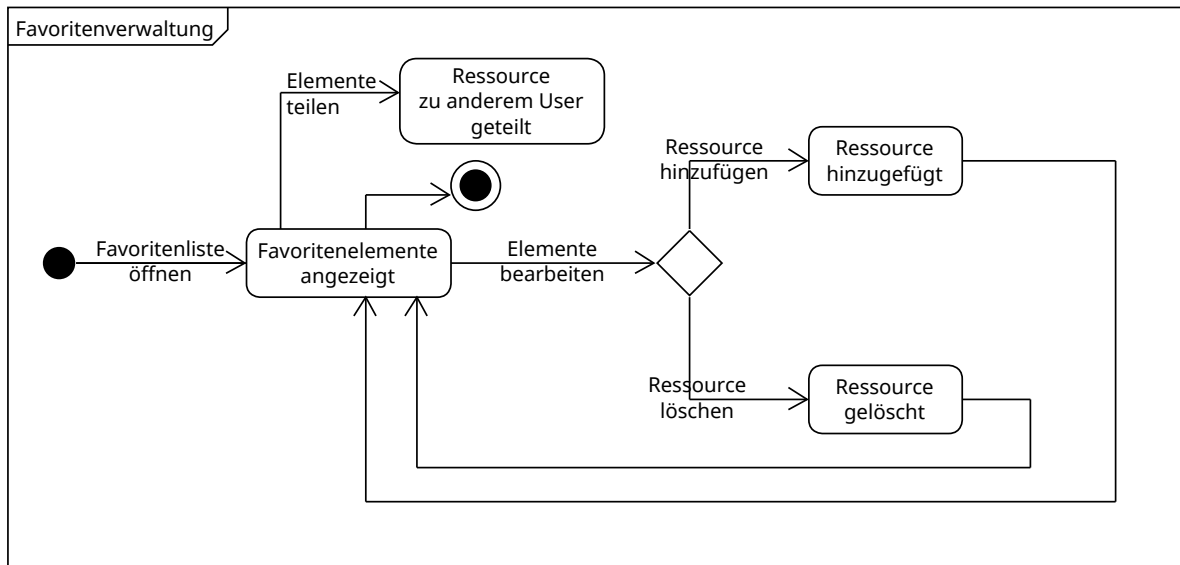 Favoritenverwaltung
Elemente
teilen
Ressource
zu anderem User
geteilt
Ressource
hinzufügen
Ressource
hinzugefügt
Favoritenliste
öffnen
Favoritenelemente
angezeigt
Elemente
bearbeiten
Ressource
löschen
Ressource
gelöscht